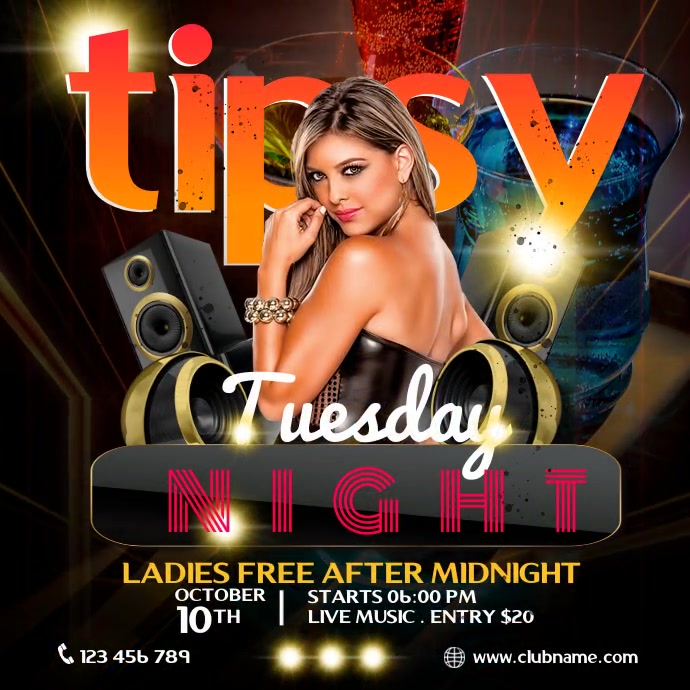 tipsy
Tuesday
NIGHT
LADIES FREE AFTER MIDNIGHT
OCTOBER
10TH
STARTS 06:00 PM
LIVE MUSIC . ENTRY $20
123 456 789
www.clubname.com